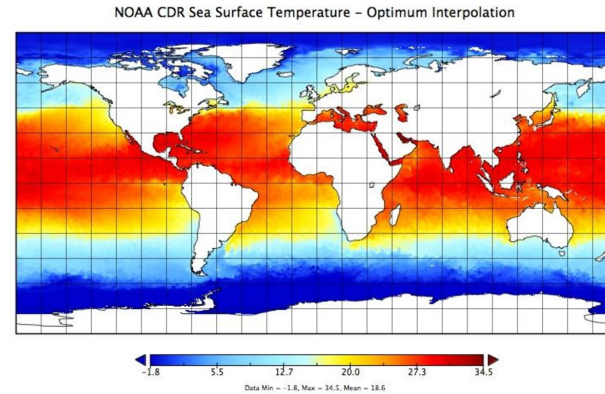 NOAA CDR Sea Surface Temperature – Optimum Interpolation
-1.8 5.5 12.7 20.0 27.3 34.5
Data Min = -1.8, Max = 34.5, Mean = 18.6